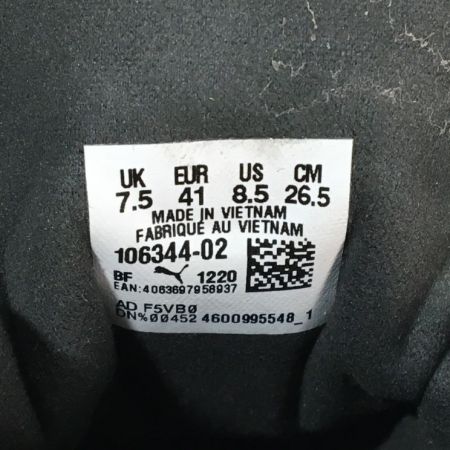 UK EUR US CM
7.5 41 8.5 26.5
MADE IN VIETNAM
FABRIQUÉ AU VIETNAM
106344-02
BF 1220
EAN: 4063697958937
AD F5VB0
DN%00452 4600995548_1